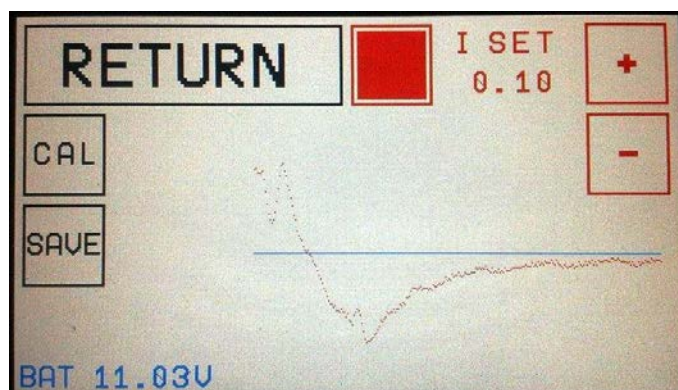 RETURN
I SET
0.10
+
CAL
-
SAVE
BAT 11.03V